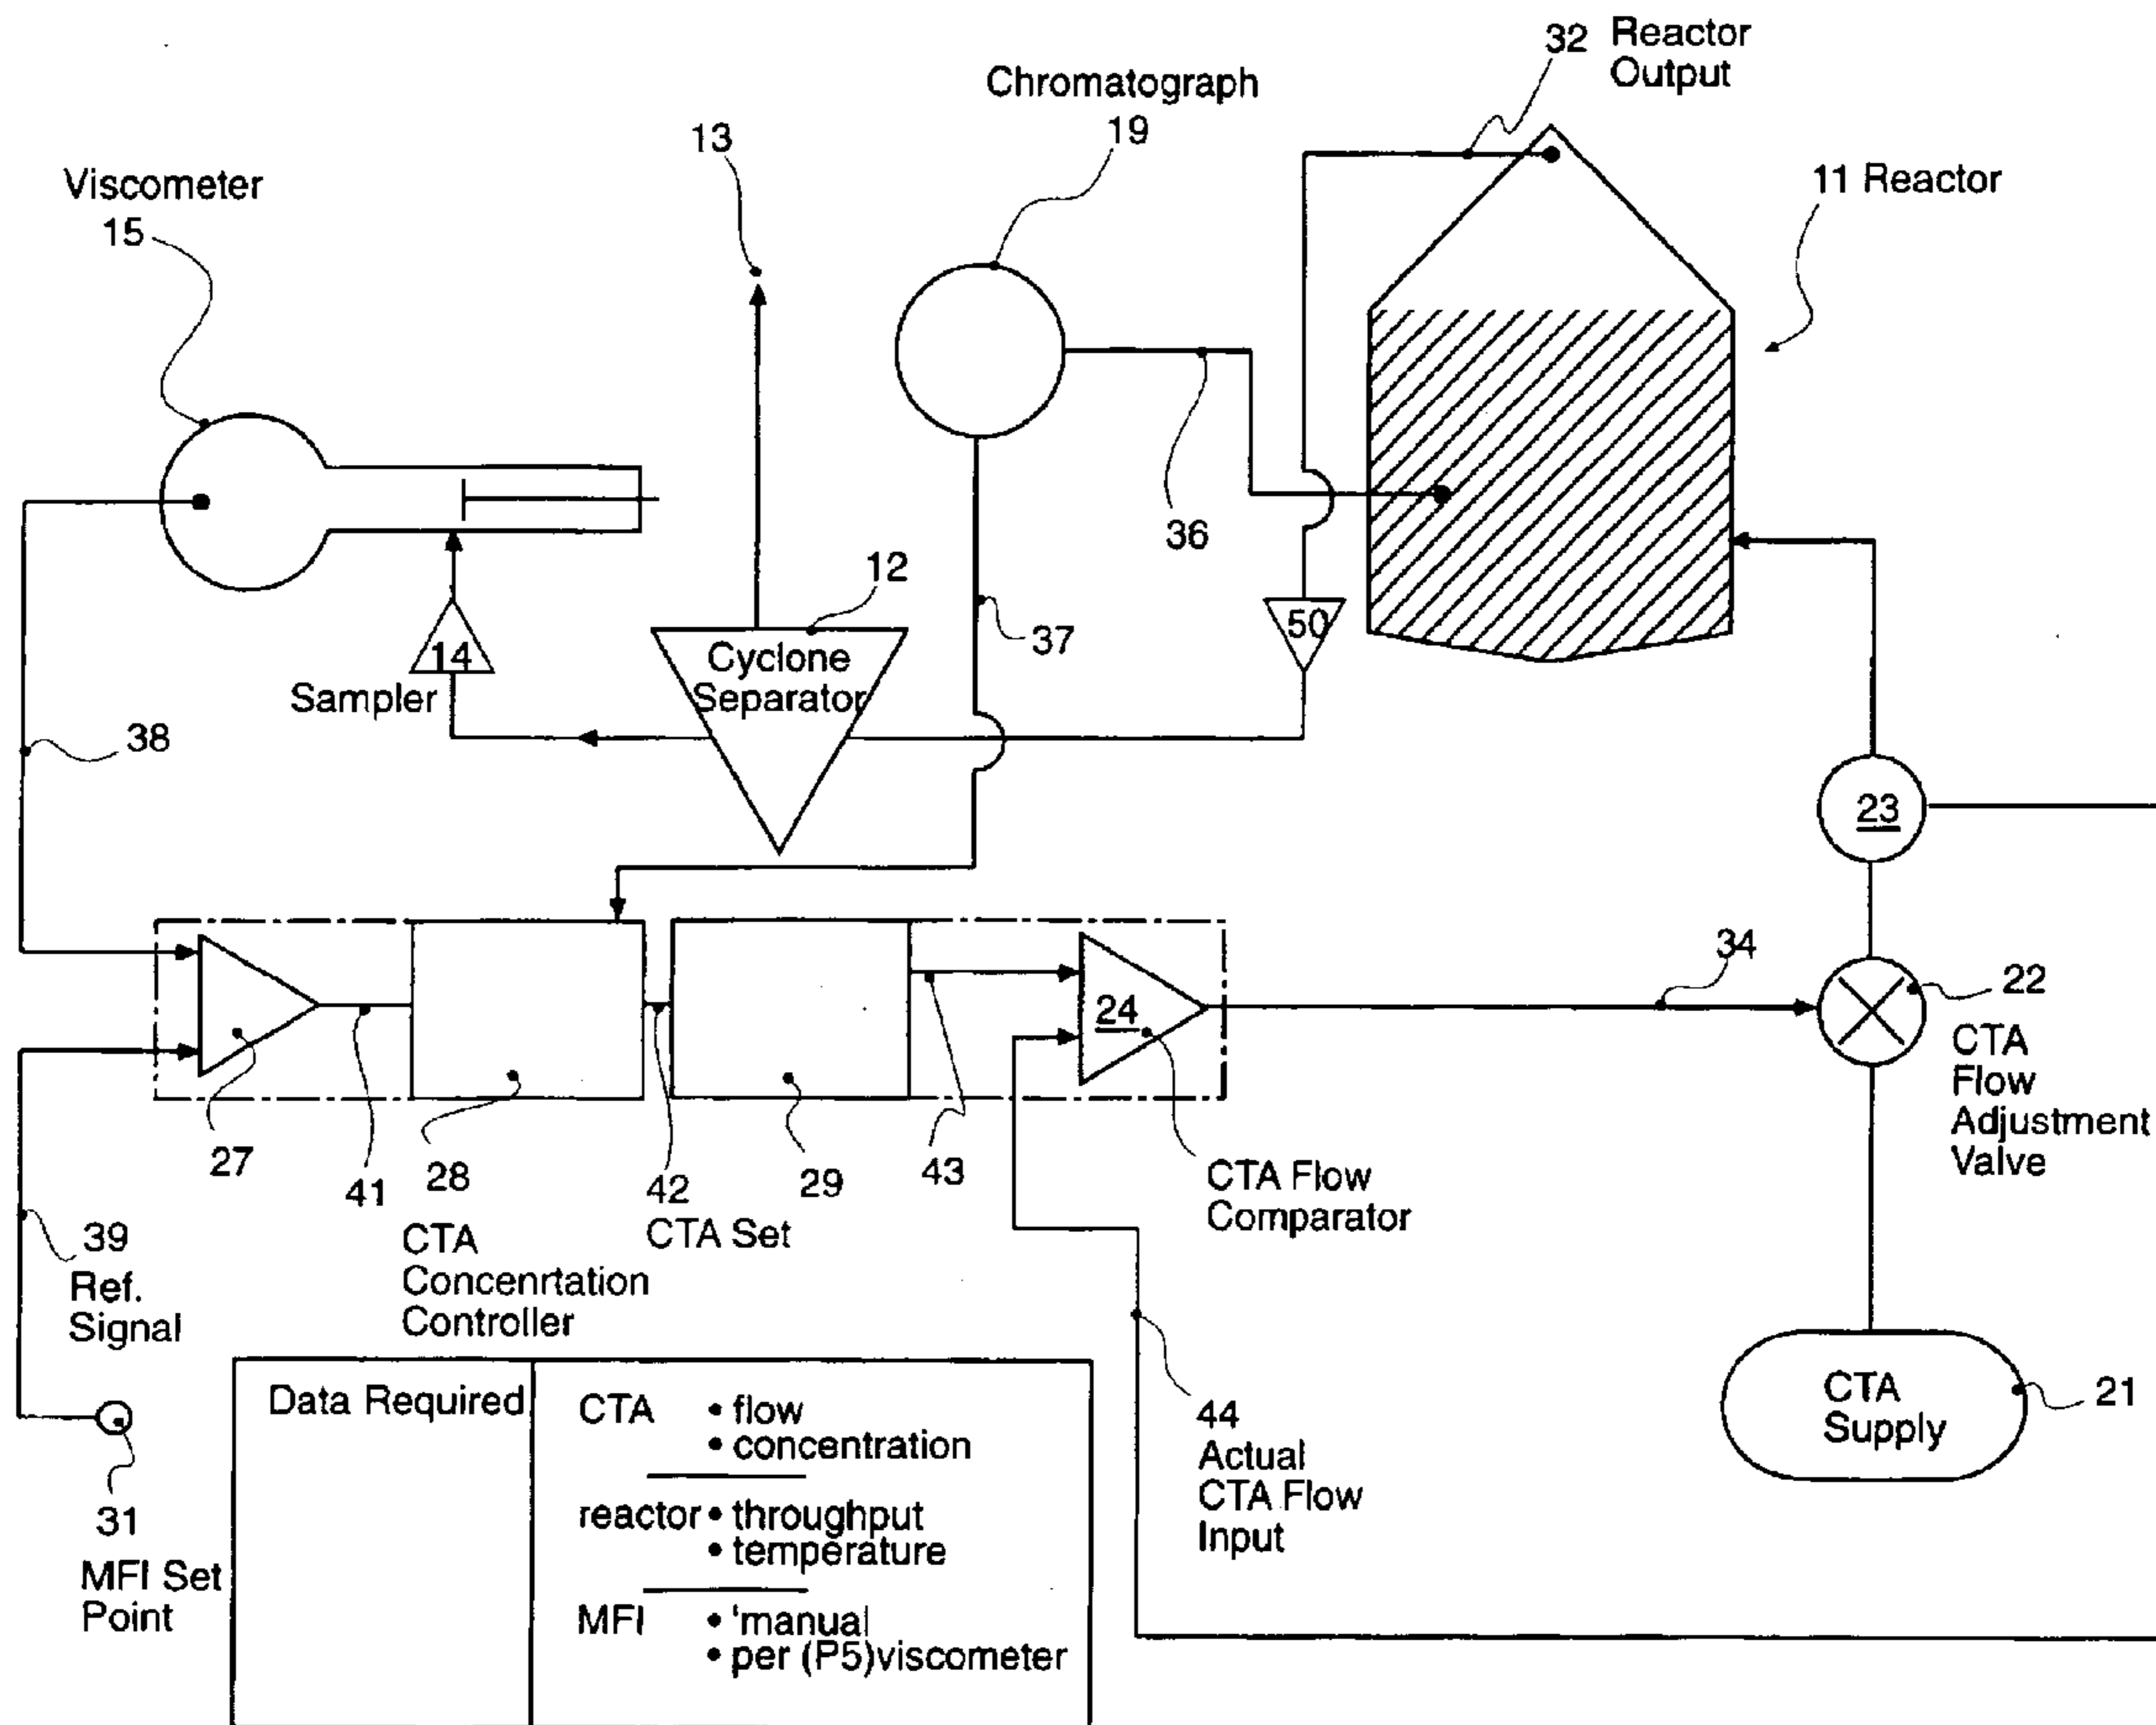 32 Reactor
Output
Chromatograph
19
13
Viscometer
15
11 Reactor
12
36
Cyclone
Separator
50
37
14
Sampler
38
23
34
22
CTA
Flow
Adjustment
Valve
24
27
41
28
42
CTA Set
29
43
CTA Flow
Comparator
39
Ref.
Signal
CTA
Concenrtation
Controller
CTA
Supply
21
44
Actual
CTA Flow
Input
31
MFI Set
Point
Data Required
CTA • flow
• concentration
reactor • throughput
• temperature
MFI • 'manual
• per (P5)viscometer